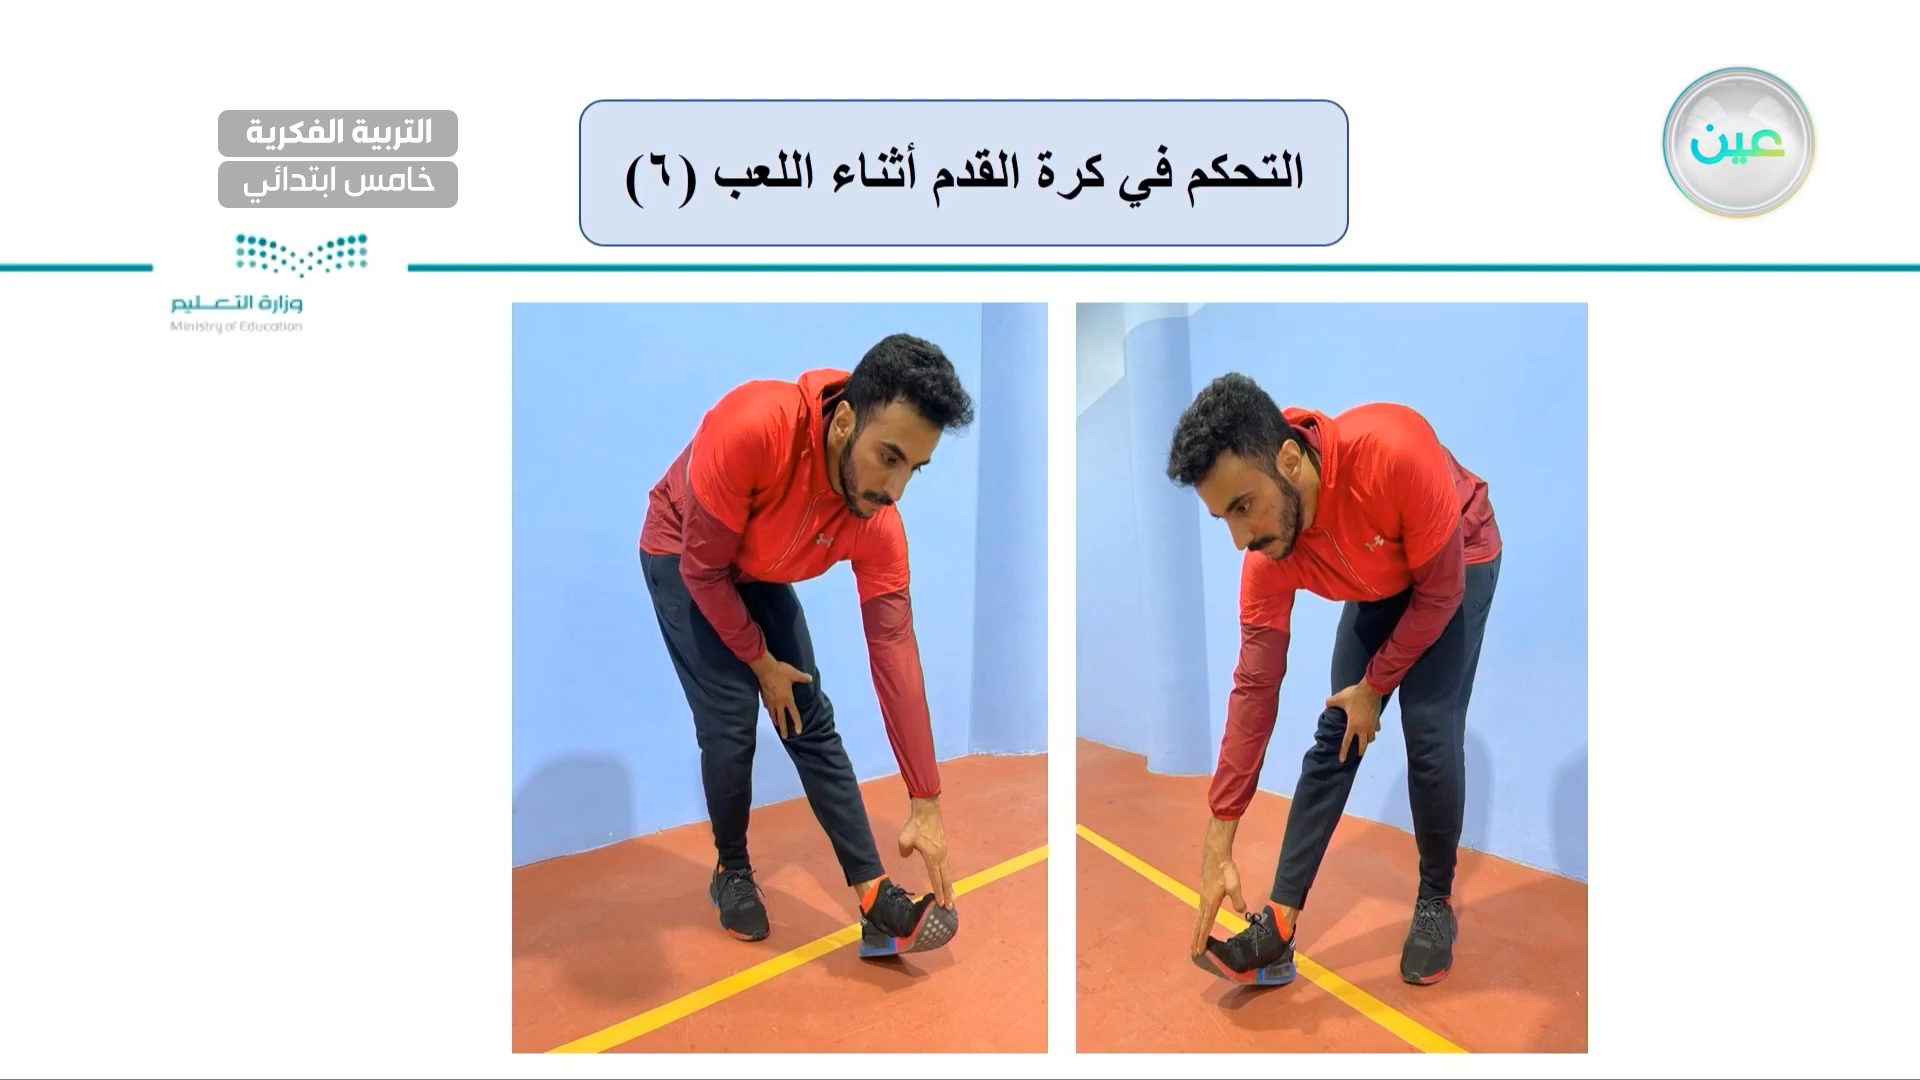 عين
التحكم في كرة القدم أثناء اللعب (٦)
التربية الفكرية
خامس ابتدائي
وزارة التعليم
Ministry of Education